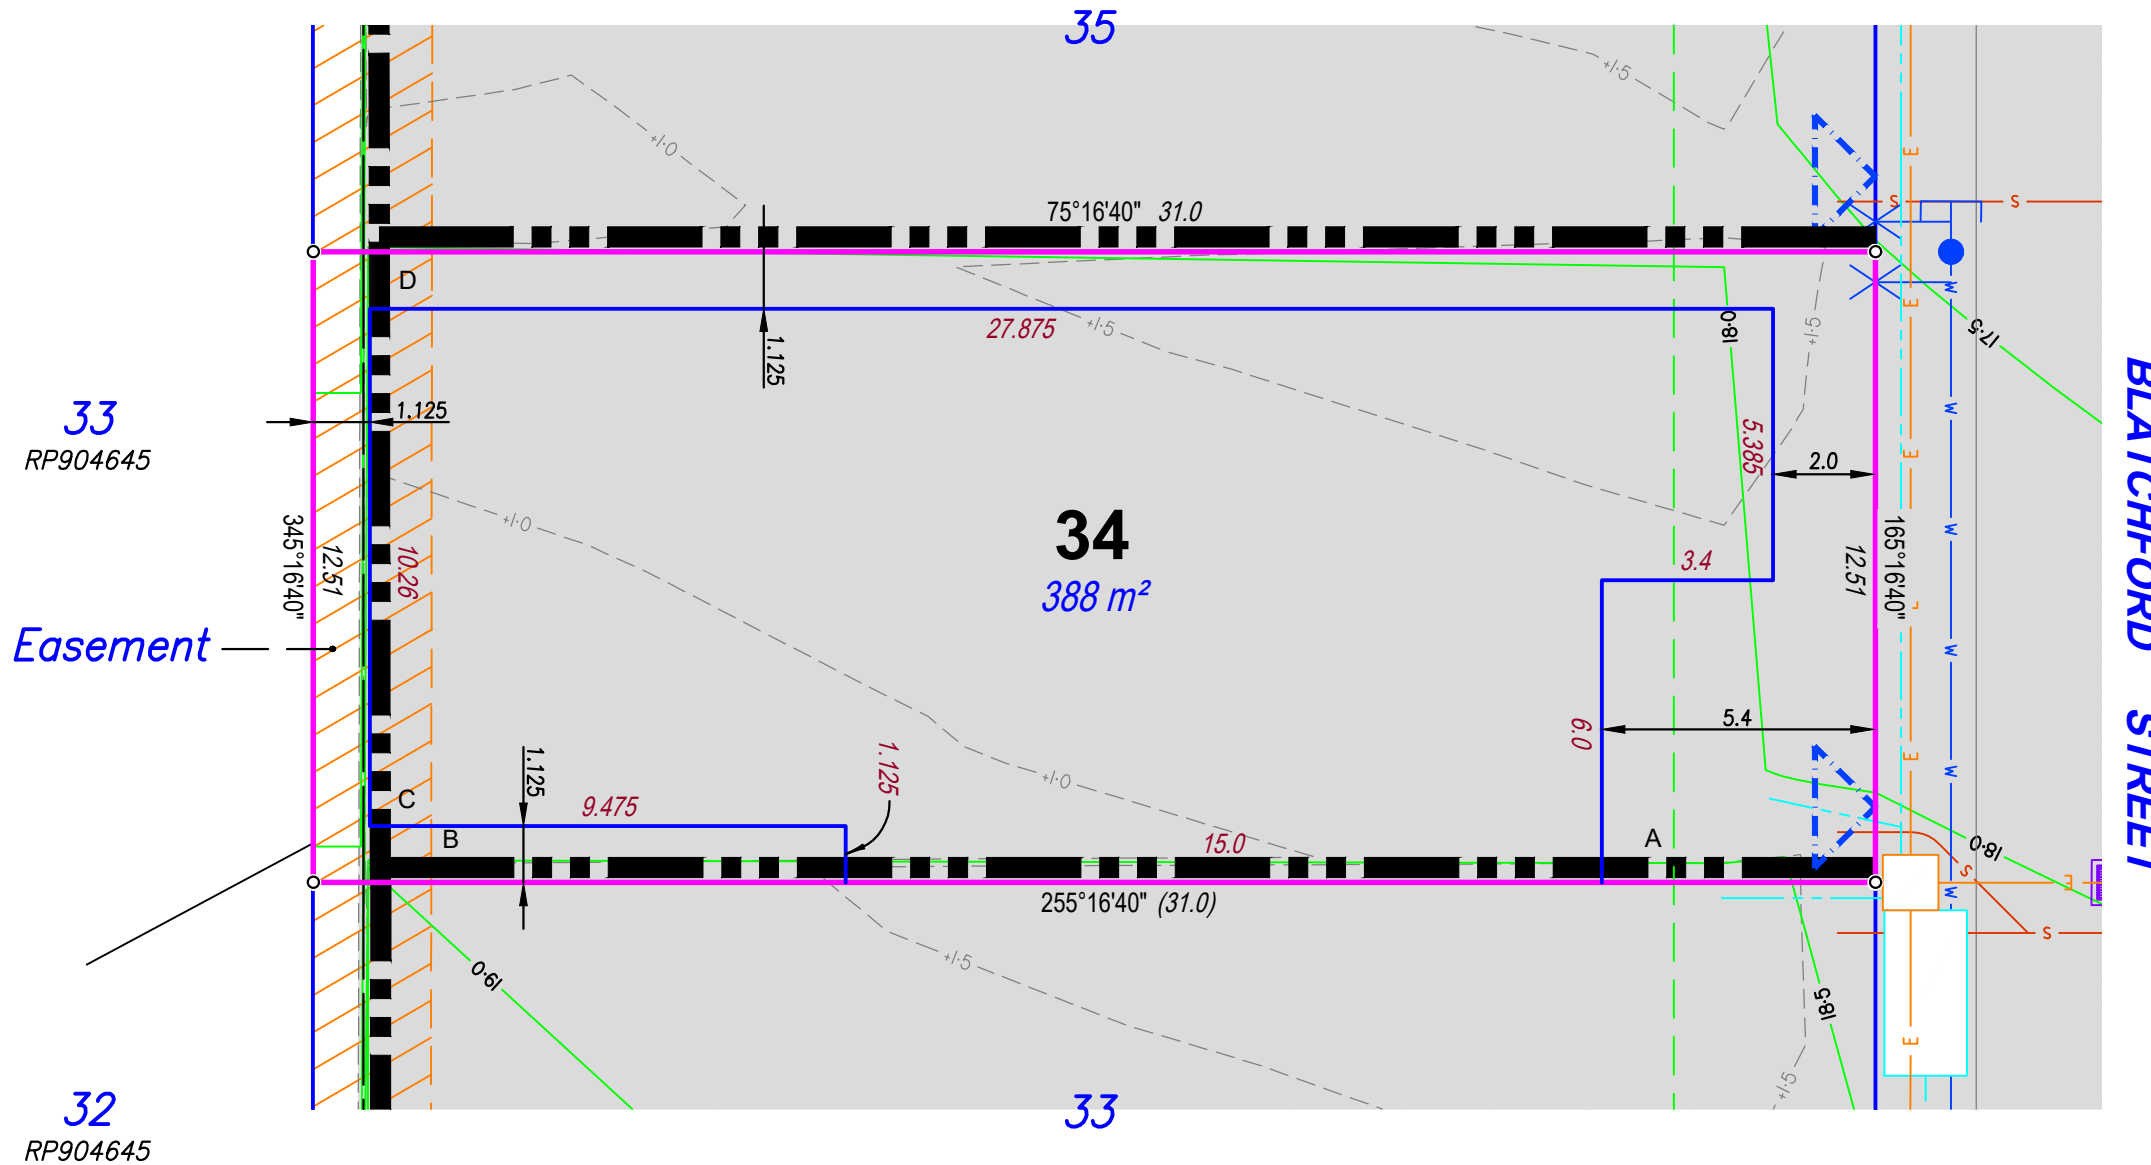 35
+1·5
+1·0
75°16'40" 31.0
E
S
S
D
W
E
27.875
+1·5
18·0
+1·5
17·5
1.125
1.125
33
RP904645
W
5.385
2.0
E
BLATCHFORD STREET
34
388 m²
+1·0
345°16'40"
12.51
10.26
3.4
12.51
165°16'40"
W
Easement
W
6.0
5.4
E
1.125
1.125
+1·0
W
C
9.475
B
15.0
A
18·0
S
255°16'40" (31.0)
W
E
S
19·0
+1·5
18·5
E
+1·5
32
RP904645
33